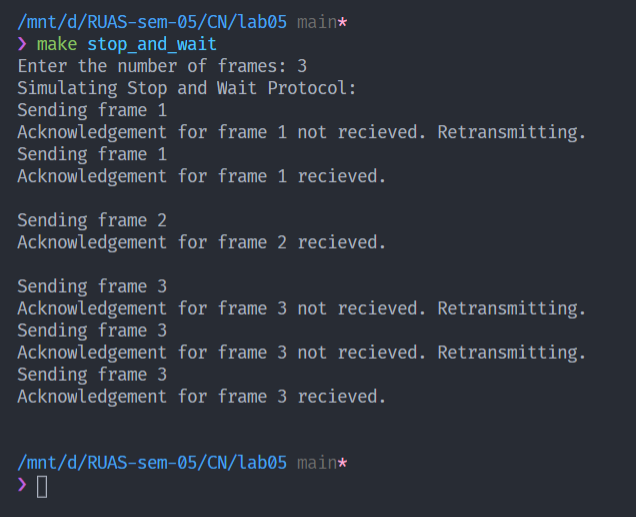 /mnt/d/RUAS-sem-05/CN/lab05 main*
❯ make stop_and_wait
Enter the number of frames: 3
Simulating Stop and Wait Protocol:
Sending frame 1
Acknowledgement for frame 1 not recieved. Retransmitting.
Sending frame 1
Acknowledgement for frame 1 recieved.

Sending frame 2
Acknowledgement for frame 2 recieved.

Sending frame 3
Acknowledgement for frame 3 not recieved. Retransmitting.
Sending frame 3
Acknowledgement for frame 3 not recieved. Retransmitting.
Sending frame 3
Acknowledgement for frame 3 recieved.

/mnt/d/RUAS-sem-05/CN/lab05 main*
❯